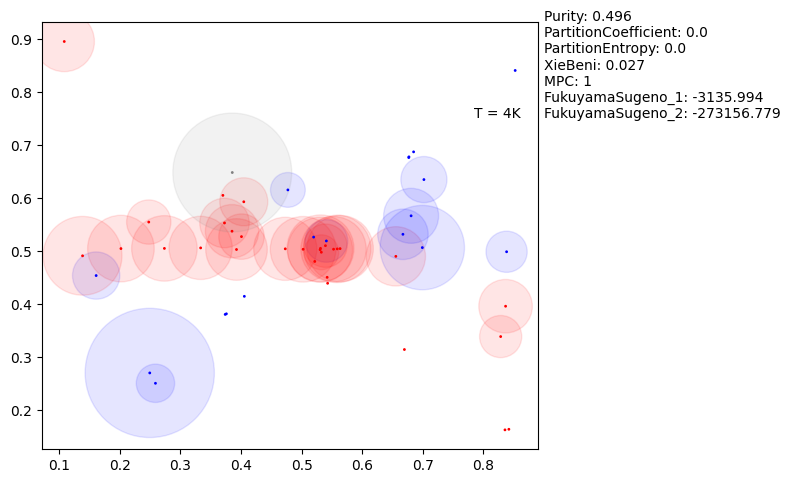 Purity: 0.496
PartitionCoefficient: 0.0
PartitionEntropy: 0.0
XieBeni: 0.027
MPC: 1
FukuyamaSugeno_1: -3135.994
FukuyamaSugeno_2: -273156.779
T = 4K
0.9
0.8
0.7
0.6
0.5
0.4
0.3
0.2
0.1 0.2 0.3 0.4 0.5 0.6 0.7 0.8